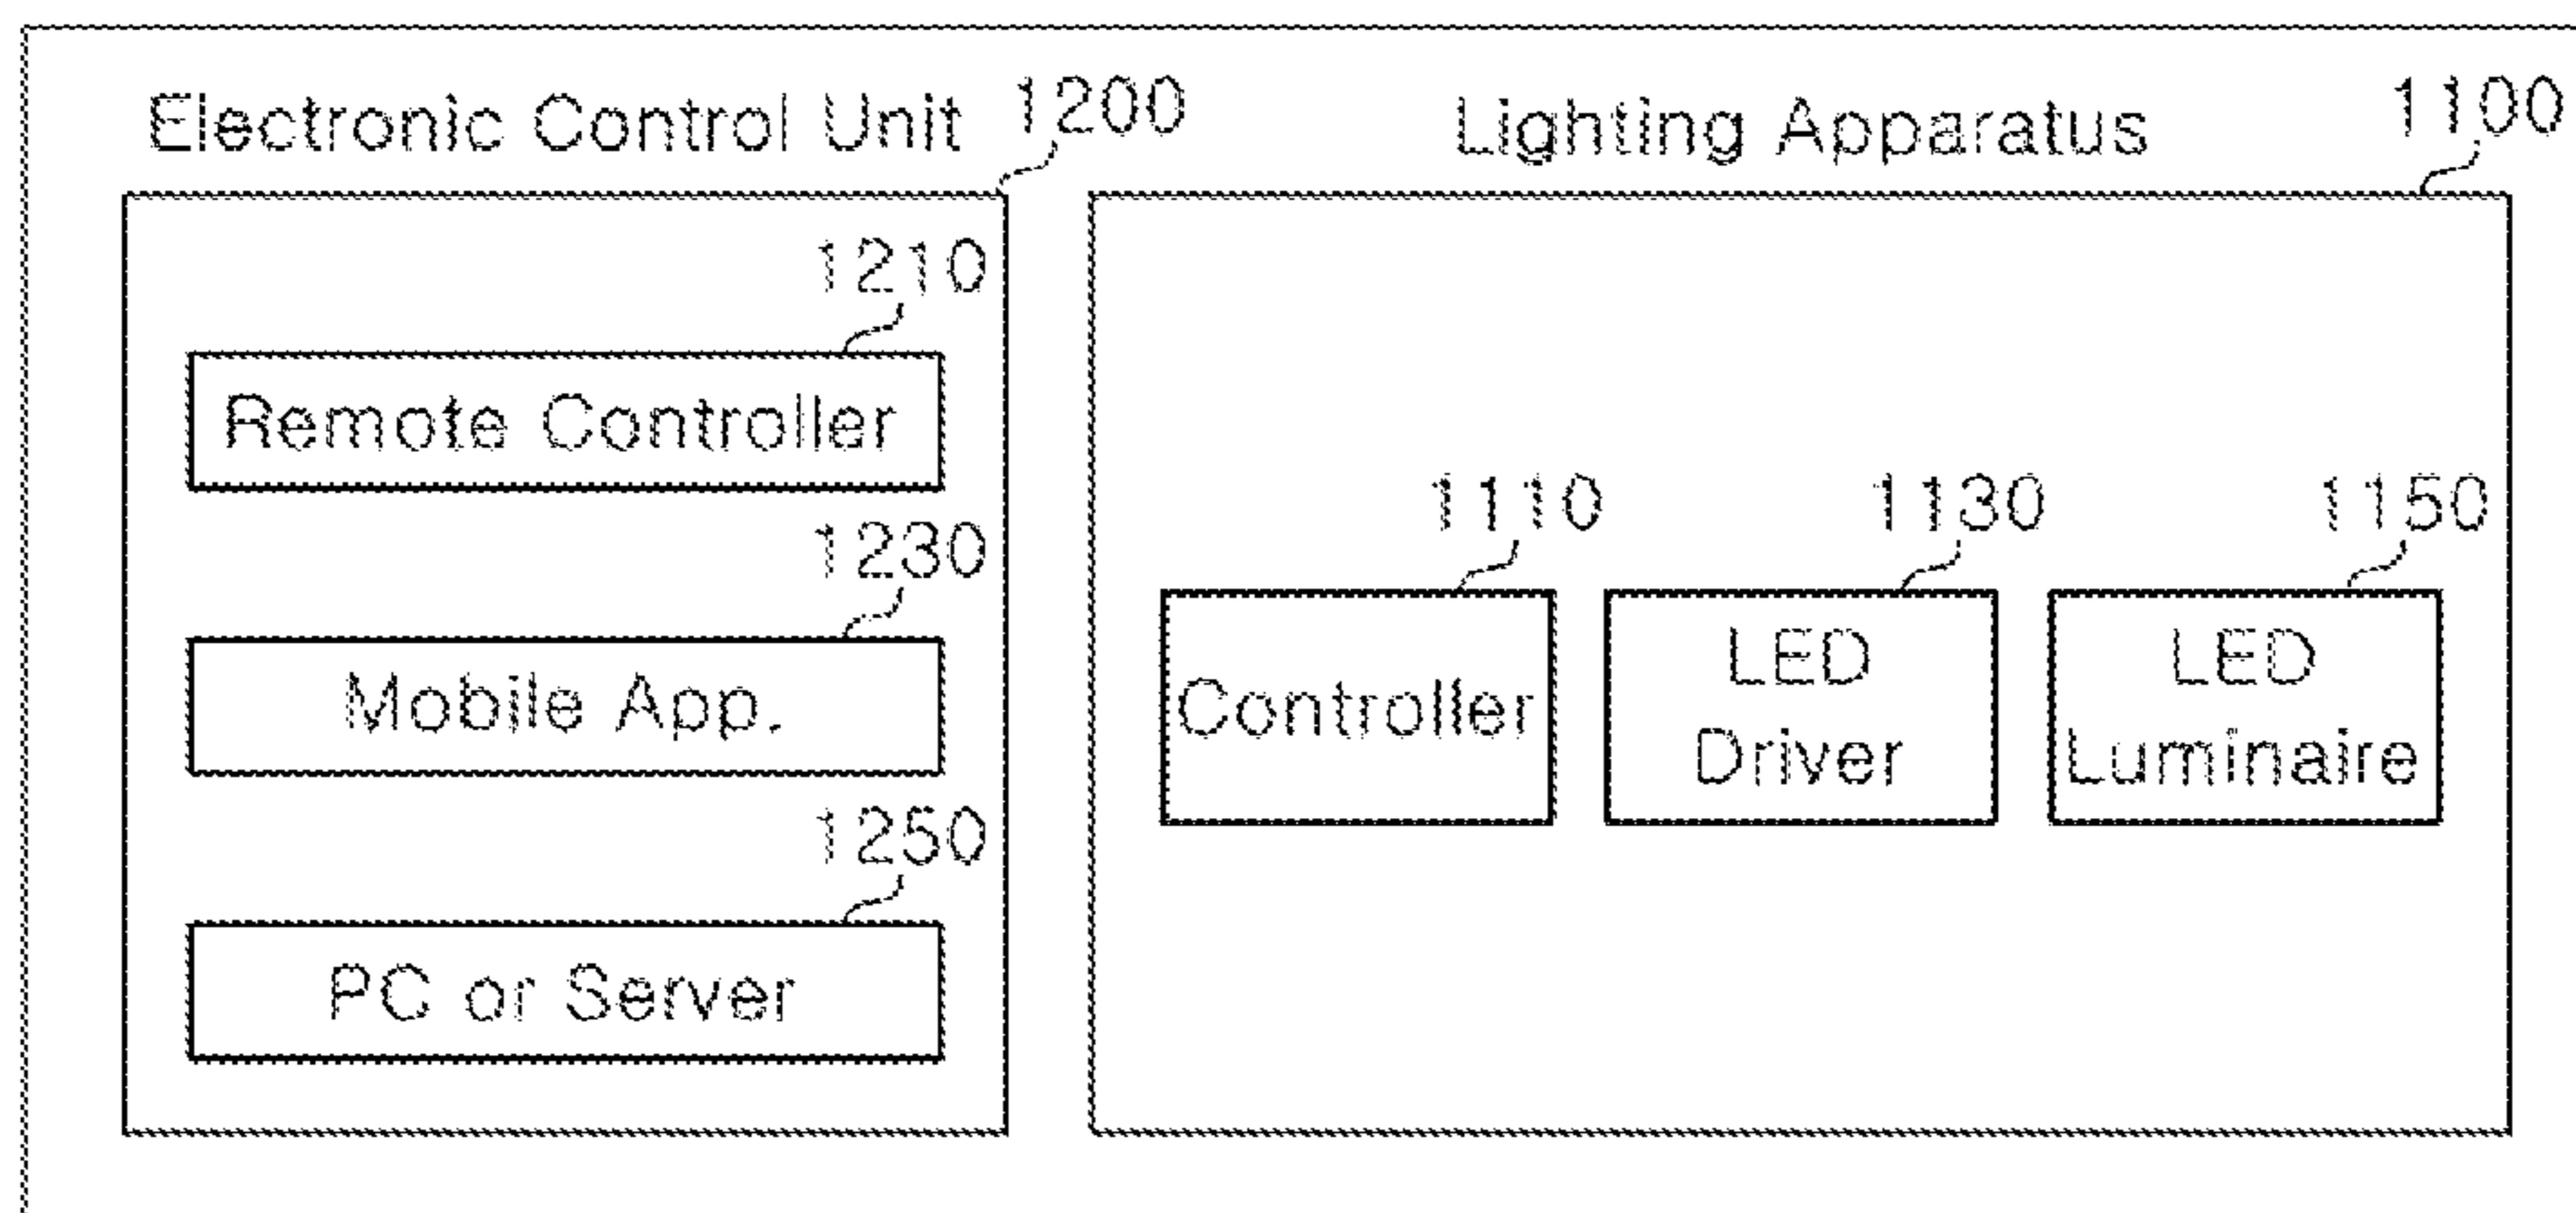 Electronic Control Unit 1200
1210
Remote Controller
1230
Mobile App.
1250
PC or Server
Lighting Apparatus 1100
1110 1130 1150
Controller
LED
Driver
LED
Luminaire